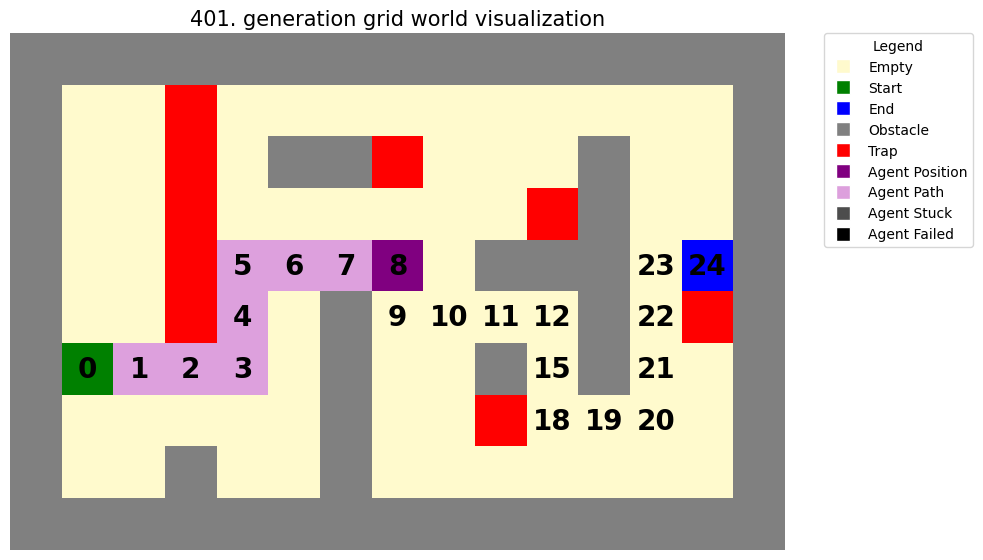 401. generation grid world visualization
Legend
Empty
Start
End
Obstacle
Trap
Agent Position
Agent Path
Agent Stuck
Agent Failed
5 6 7 8 23 24
4 9 10 11 12 22
0 1 2 3 15 21
18 19 20